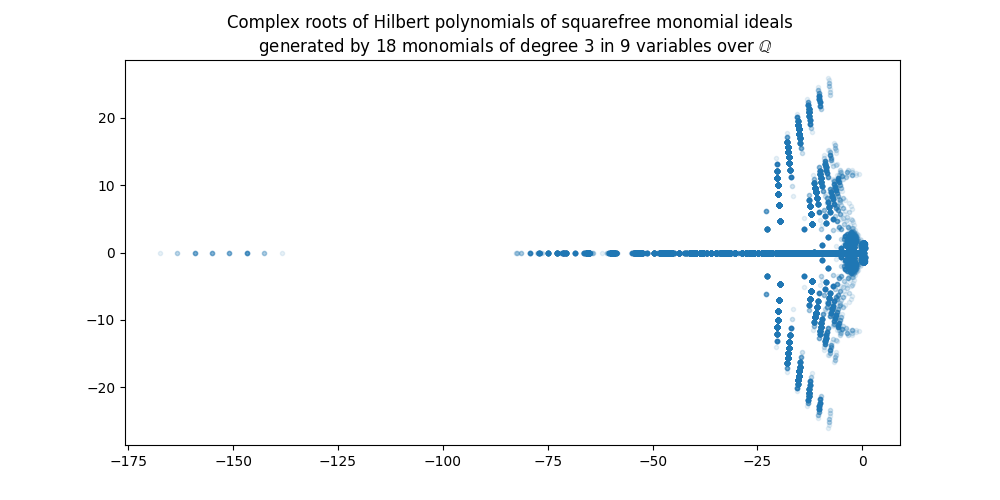 Complex roots of Hilbert polynomials of squarefree monomial ideals
generated by 18 monomials of degree 3 in 9 variables over ℚ
20
10
0
−10
−20
−175 −150 −125 −100 −75 −50 −25 0